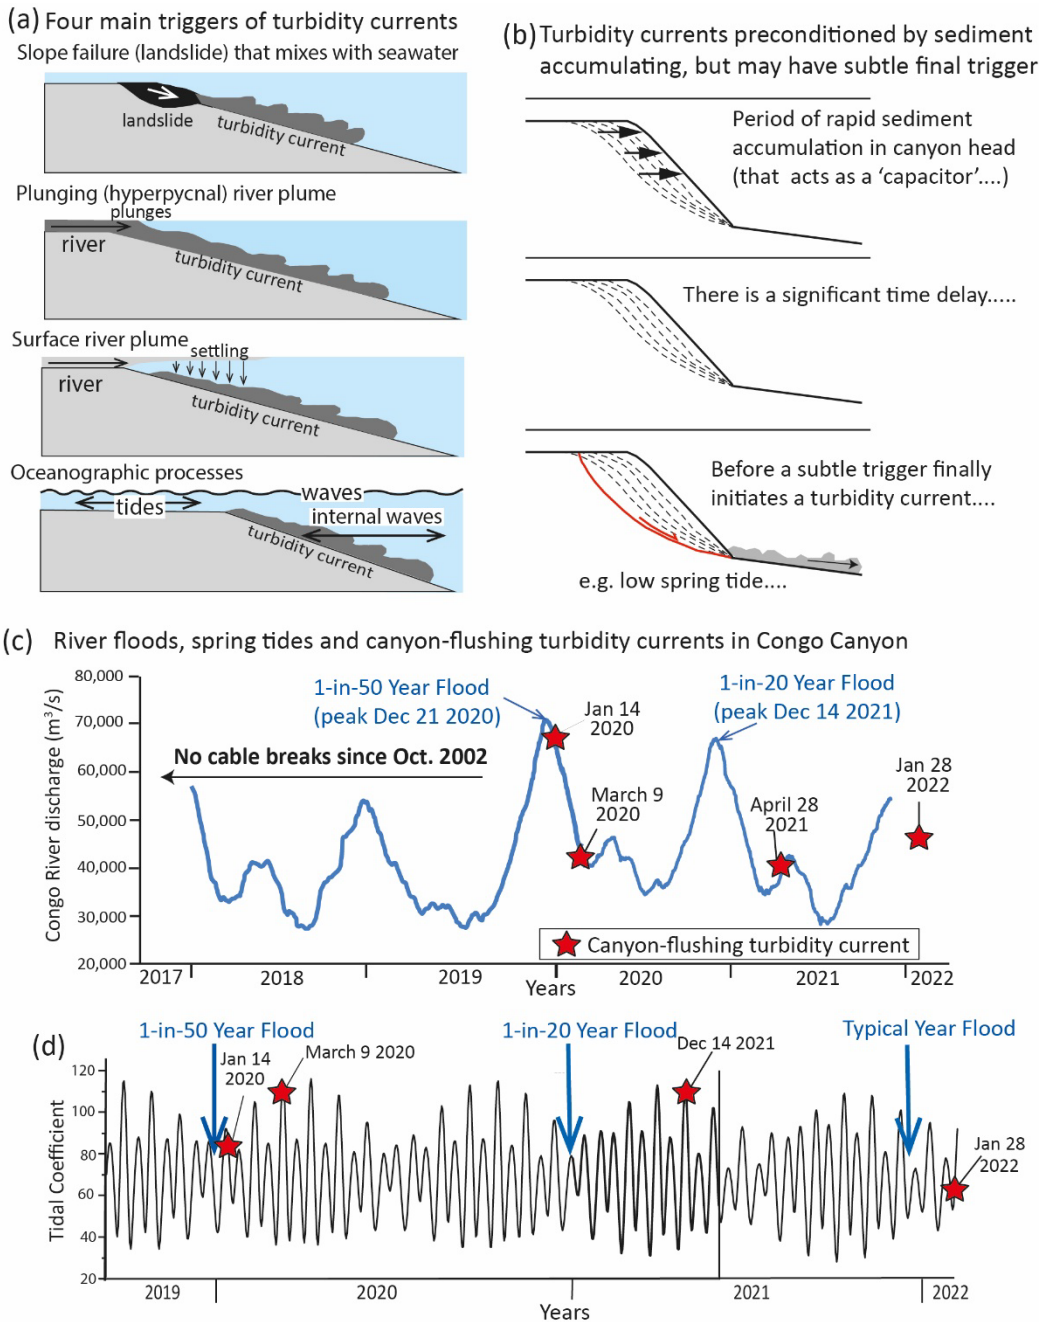 (a) Four main triggers of turbidity currents
Slope failure (landslide) that mixes with seawater
landslide
turbidity current
Plunging (hyperpycnal) river plume
plunges
river
turbidity current
Surface river plume
settling
river
turbidity current
Oceanographic processes
waves
tides
internal waves
turbidity current
(b) Turbidity currents preconditioned by sediment
accumulating, but may have subtle final trigger
Period of rapid sediment
accumulation in canyon head
(that acts as a 'capacitor'....)
There is a significant time delay.....
Before a subtle trigger finally
initiates a turbidity current....
e.g. low spring tide....
(c) River floods, spring tides and canyon-flushing turbidity currents in Congo Canyon
Congo River discharge (m³/s)
80,000
70,000
60,000
50,000
40,000
30,000
20,000
1-in-50 Year Flood
(peak Dec 21 2020)
Jan 14
2020
1-in-20 Year Flood
(peak Dec 14 2021)
No cable breaks since Oct. 2002
March 9
2020
April 28
2021
Jan 28
2022
Canyon-flushing turbidity current
2017 2018 2019 2020 2021 2022
Years
(d)
1-in-50 Year Flood
Jan 14
2020
March 9 2020
1-in-20 Year Flood
Dec 14 2021
Typical Year Flood
Jan 28
2022
Tidal Coefficient
120
100
80
60
40
20
2019 2020 2021 2022
Years